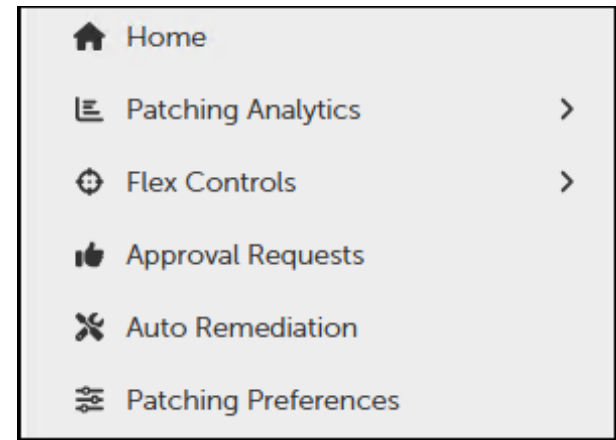 Home
Patching Analytics
Flex Controls
Approval Requests
Auto Remediation
Patching Preferences